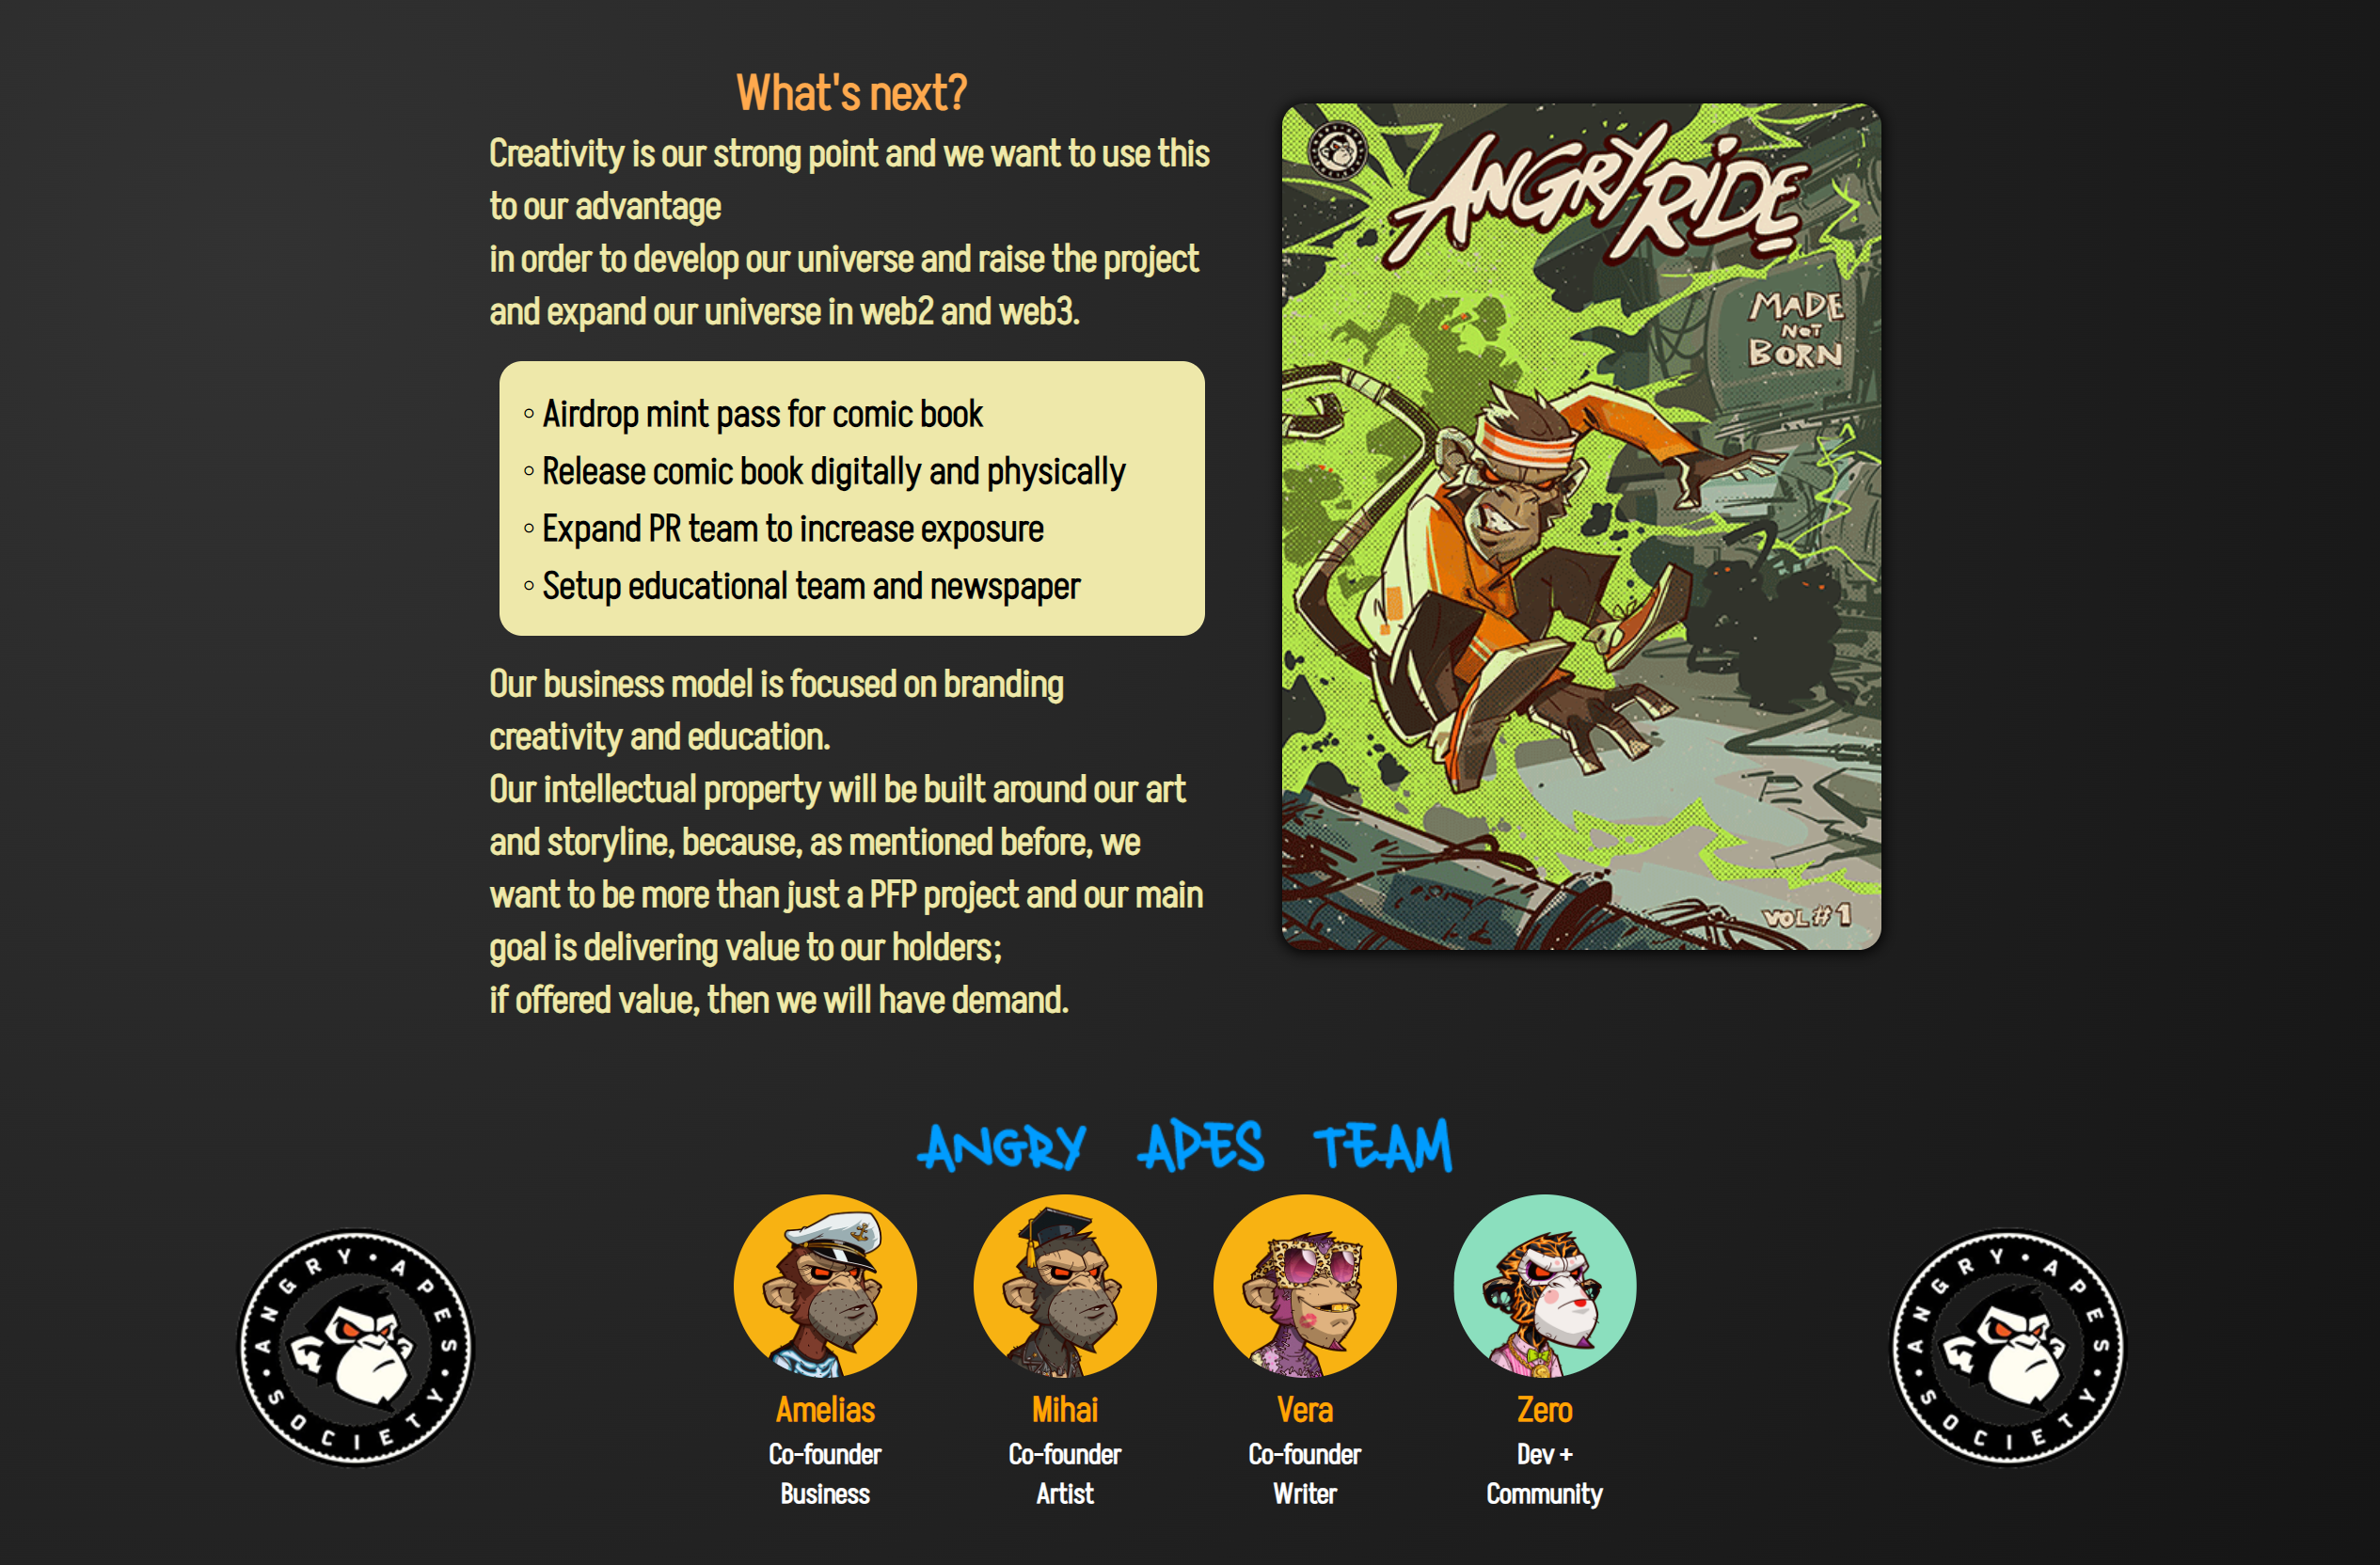 What's next?
Creativity is our strong point and we want to use this
to our advantage
in order to develop our universe and raise the project
and expand our universe in web2 and web3.
◦ Airdrop mint pass for comic book
◦ Release comic book digitally and physically
◦ Expand PR team to increase exposure
◦ Setup educational team and newspaper
Our business model is focused on branding
creativity and education.
Our intellectual property will be built around our art
and storyline, because, as mentioned before, we
want to be more than just a PFP project and our main
goal is delivering value to our holders;
if offered value, then we will have demand.
ANGRY • APES • SOCIETY •
ANGRY RIDE
MADE
NOT
BORN
VOL #1
ANGRY APES TEAM
ANGRY • APES • SOCIETY •
Amelias
Co-founder
Business
Mihai
Co-founder
Artist
Vera
Co-founder
Writer
Zero
Dev +
Community
ANGRY • APES • SOCIETY •